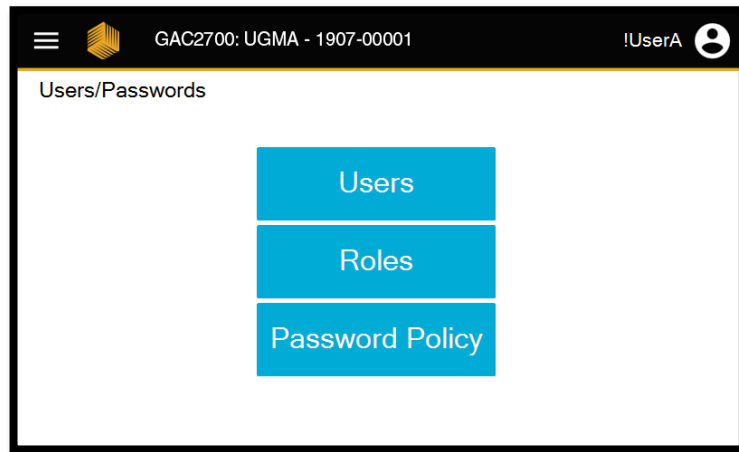 GAC2700: UGMA - 1907-00001
!UserA
Users/Passwords
Users
Roles
Password Policy